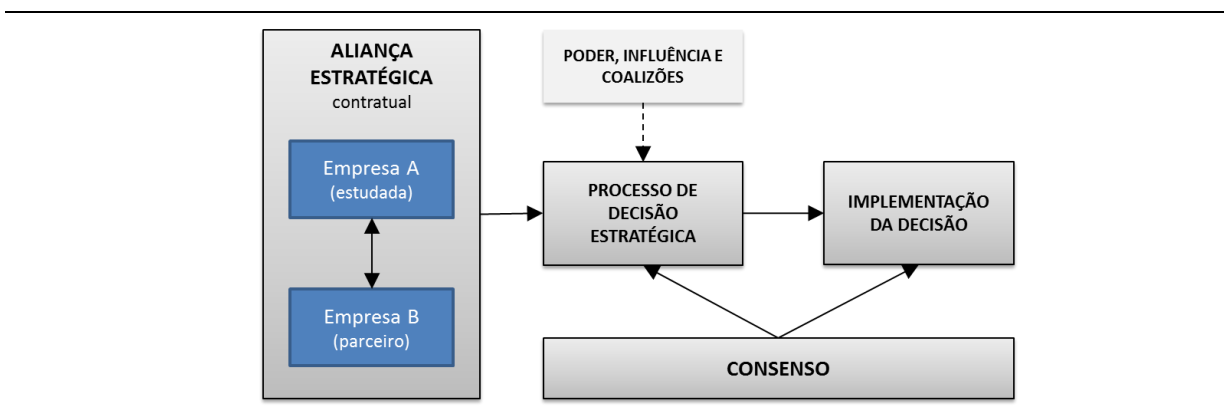 ALIANÇA
ESTRATÉGICA
contratual
Empresa A
(estudada)
Empresa B
(parceiro)
PODER, INFLUÊNCIA E
COALIZÕES
PROCESSO DE
DECISÃO
ESTRATÉGICA
IMPLEMENTAÇÃO
DA DECISÃO
CONSENSO